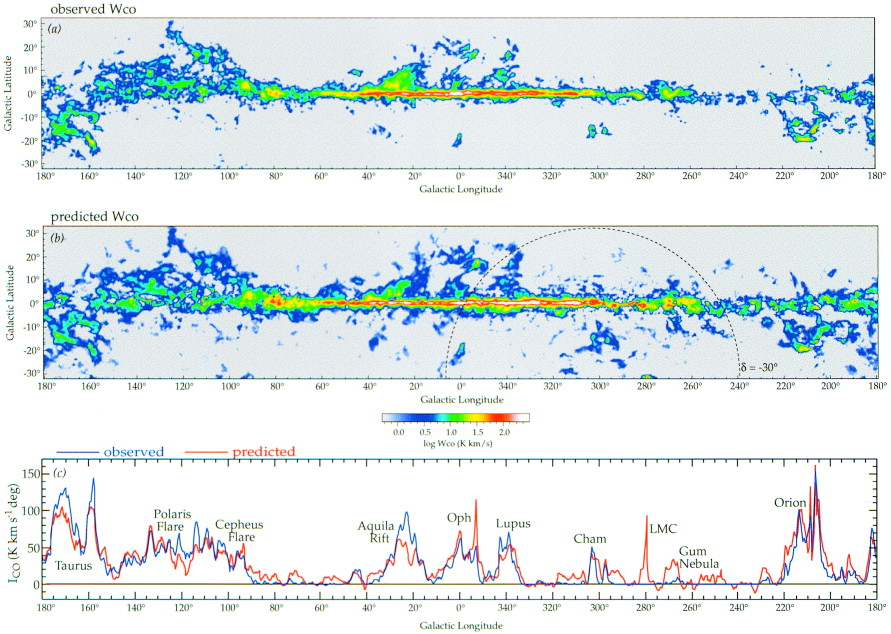 observed Wco
(a)
30°
20°
10°
0°
-10°
-20°
-30°
Galactic Latitude
180° 160° 140° 120° 100° 80° 60° 40° 20° 0° 340° 320° 300° 280° 260° 240° 220° 200° 180°
Galactic Longitude
predicted Wco
(b)
30°
20°
10°
0°
-10°
-20°
-30°
Galactic Latitude
δ = -30°
180° 160° 140° 120° 100° 80° 60° 40° 20° 0° 340° 320° 300° 280° 260° 240° 220° 200° 180°
Galactic Longitude
0.0 0.5 1.0 1.5 2.0
log Wco (K km/s)
observed predicted
(c)
150
100
50
0
I CO (K km s-1 deg)
Taurus
Polaris
Flare
Cepheus
Flare
Aquila
Rift
Oph
Lupus
Cham
LMC
Gum
Nebula
Orion
180° 160° 140° 120° 100° 80° 60° 40° 20° 0° 340° 320° 300° 280° 260° 240° 220° 200° 180°
Galactic Longitude